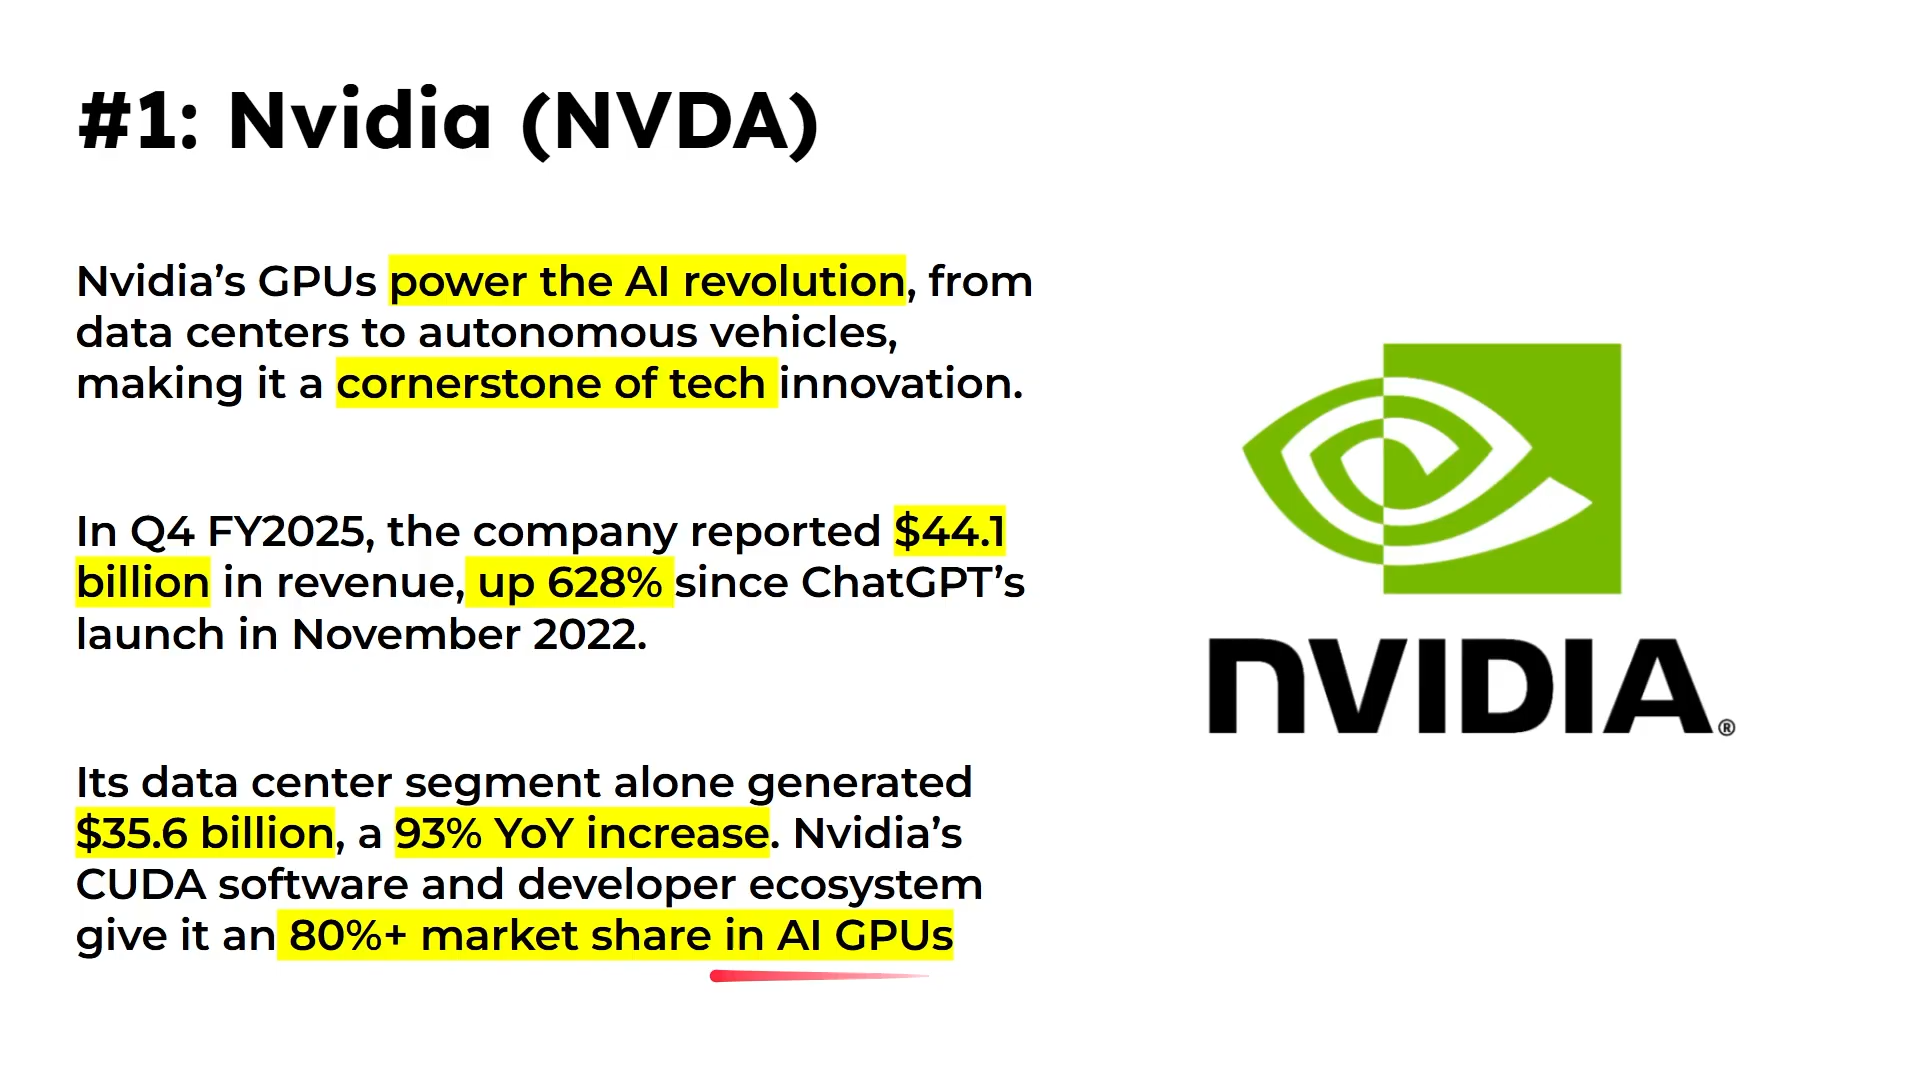 #1: Nvidia (NVDA)
Nvidia’s GPUs power the AI revolution, from
data centers to autonomous vehicles,
making it a cornerstone of tech innovation.
In Q4 FY2025, the company reported $44.1
billion in revenue, up 628% since ChatGPT’s
launch in November 2022.
Its data center segment alone generated
$35.6 billion, a 93% YoY increase. Nvidia’s
CUDA software and developer ecosystem
give it an 80%+ market share in AI GPUs
NVIDIA®